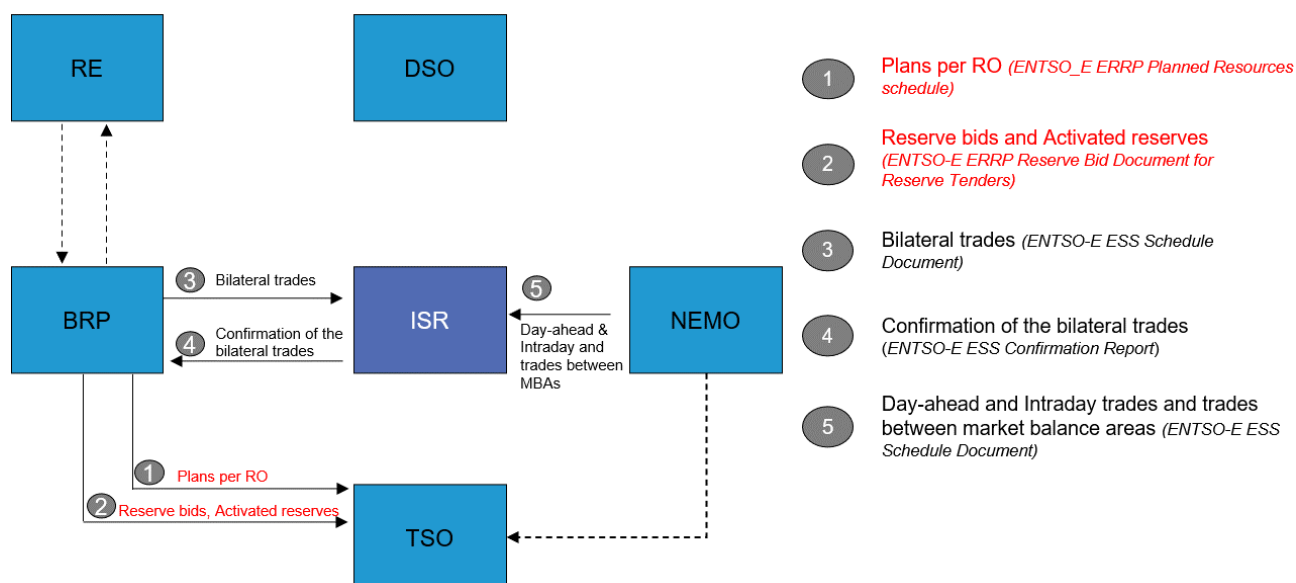 RE
DSO
1
Plans per RO (ENTSO_E ERRP Planned Resources
schedule)
2
Reserve bids and Activated reserves
(ENTSO-E ERRP Reserve Bid Document for
Reserve Tenders)
3
Bilateral trades (ENTSO-E ESS Schedule
Document)
4
Confirmation of the bilateral trades
(ENTSO-E ESS Confirmation Report)
5
Day-ahead and Intraday trades and trades
between market balance areas (ENTSO-E ESS
Schedule Document)
BRP
3
Bilateral trades
4
Confirmation of the
bilateral trades
ISR
5
Day-ahead &
Intraday and
trades between
MBAs
NEMO
1
Plans per RO
2
Reserve bids, Activated reserves
TSO